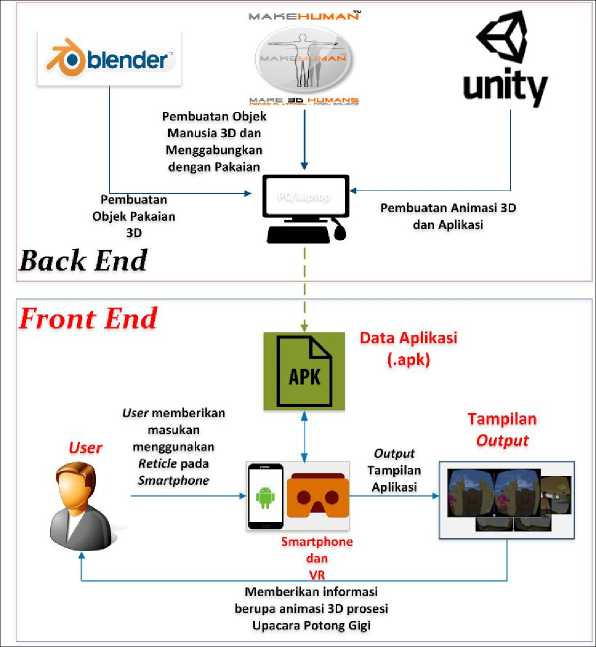 blender
MAKEHUMAN
MAKEHUMAN
MAKE 3D HUMANS
unity
Pembuatan Objek
Manusia 3D dan
Menggabungkan
dengan Pakaian
PC/Laptop
Pembuatan
Objek Pakaian
3D
Pembuatan Animasi 3D
dan Aplikasi
Back End
Front End
Data Aplikasi
(.apk)
APK
User memberikan
masukan
menggunakan
Reticle pada
Smartphone
User
Output
Tampilan
Aplikasi
Tampilan
Output
Smartphone
dan
VR
Memberikan informasi
berupa animasi 3D prosesi
Upacara Potong Gigi